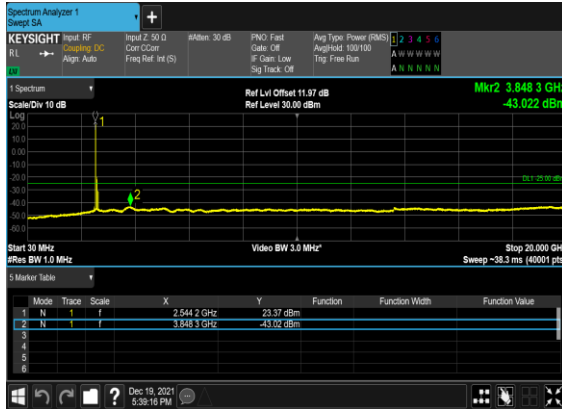 Spectrum Analyzer 1
Swept SA
+
KEYSIGHT Input: RF Input Z: 50 Ω #Atten: 30 dB PNO: Fast Avg Type: Power (RMS) 1 2 3 4 5 6
RL Coupling: DC Corr CCorr Gate: Off Avg|Hold: 100/100 A W W W W W
Align: Auto Freq Ref: Int (S) IF Gain: Low Trig: Free Run
LU Sig Track: Off A N N N N N
1 Spectrum Ref Lvl Offset 11.97 dB Mkr2 3.848 3 GHz
Scale/Div 10 dB Ref Level 30.00 dBm -43.022 dBm
Log
20.0
10.0
0.00
-10.0
-20.0
-30.0
-40.0
-50.0
-60.0
1
2
DL1 -25.00 dBm
Start 30 MHz Video BW 3.0 MHz* Stop 20.000 GH
#Res BW 1.0 MHz Sweep ~38.3 ms (40001 pts
5 Marker Table
Mode Trace Scale X Y Function Function Width Function Value
1 N 1 f 2.544 2 GHz 23.37 dBm
2 N 1 f 3.848 3 GHz -43.02 dBm
3
4
5
6
? Dec 19, 2021
5:39:16 PM